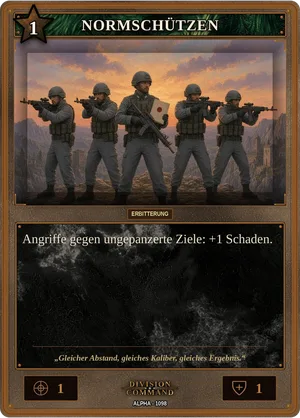 1
NORMSCHÜTZEN
ERBITTERUNG
Angriffe gegen ungepanzerte Ziele: +1 Schaden.
„Gleicher Abstand, gleiches Kaliber, gleiches Ergebnis.“
1
DIVISION
COMMAND
ALPHA · 1098
1